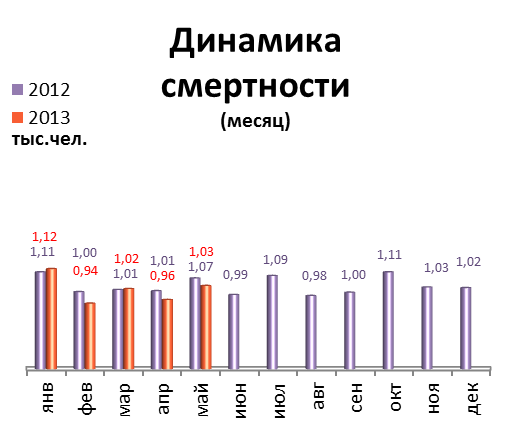 Динамика
смертности
(месяц)
2012
2013
тыс.чел.
1,12
1,11
1,00
0,94
1,02
1,01
1,01
0,96
1,03
1,07
0,99
1,09
0,98
1,00
1,11
1,03
1,02
янв
фев
мар
апр
май
июн
июл
авг
сен
окт
ноя
дек